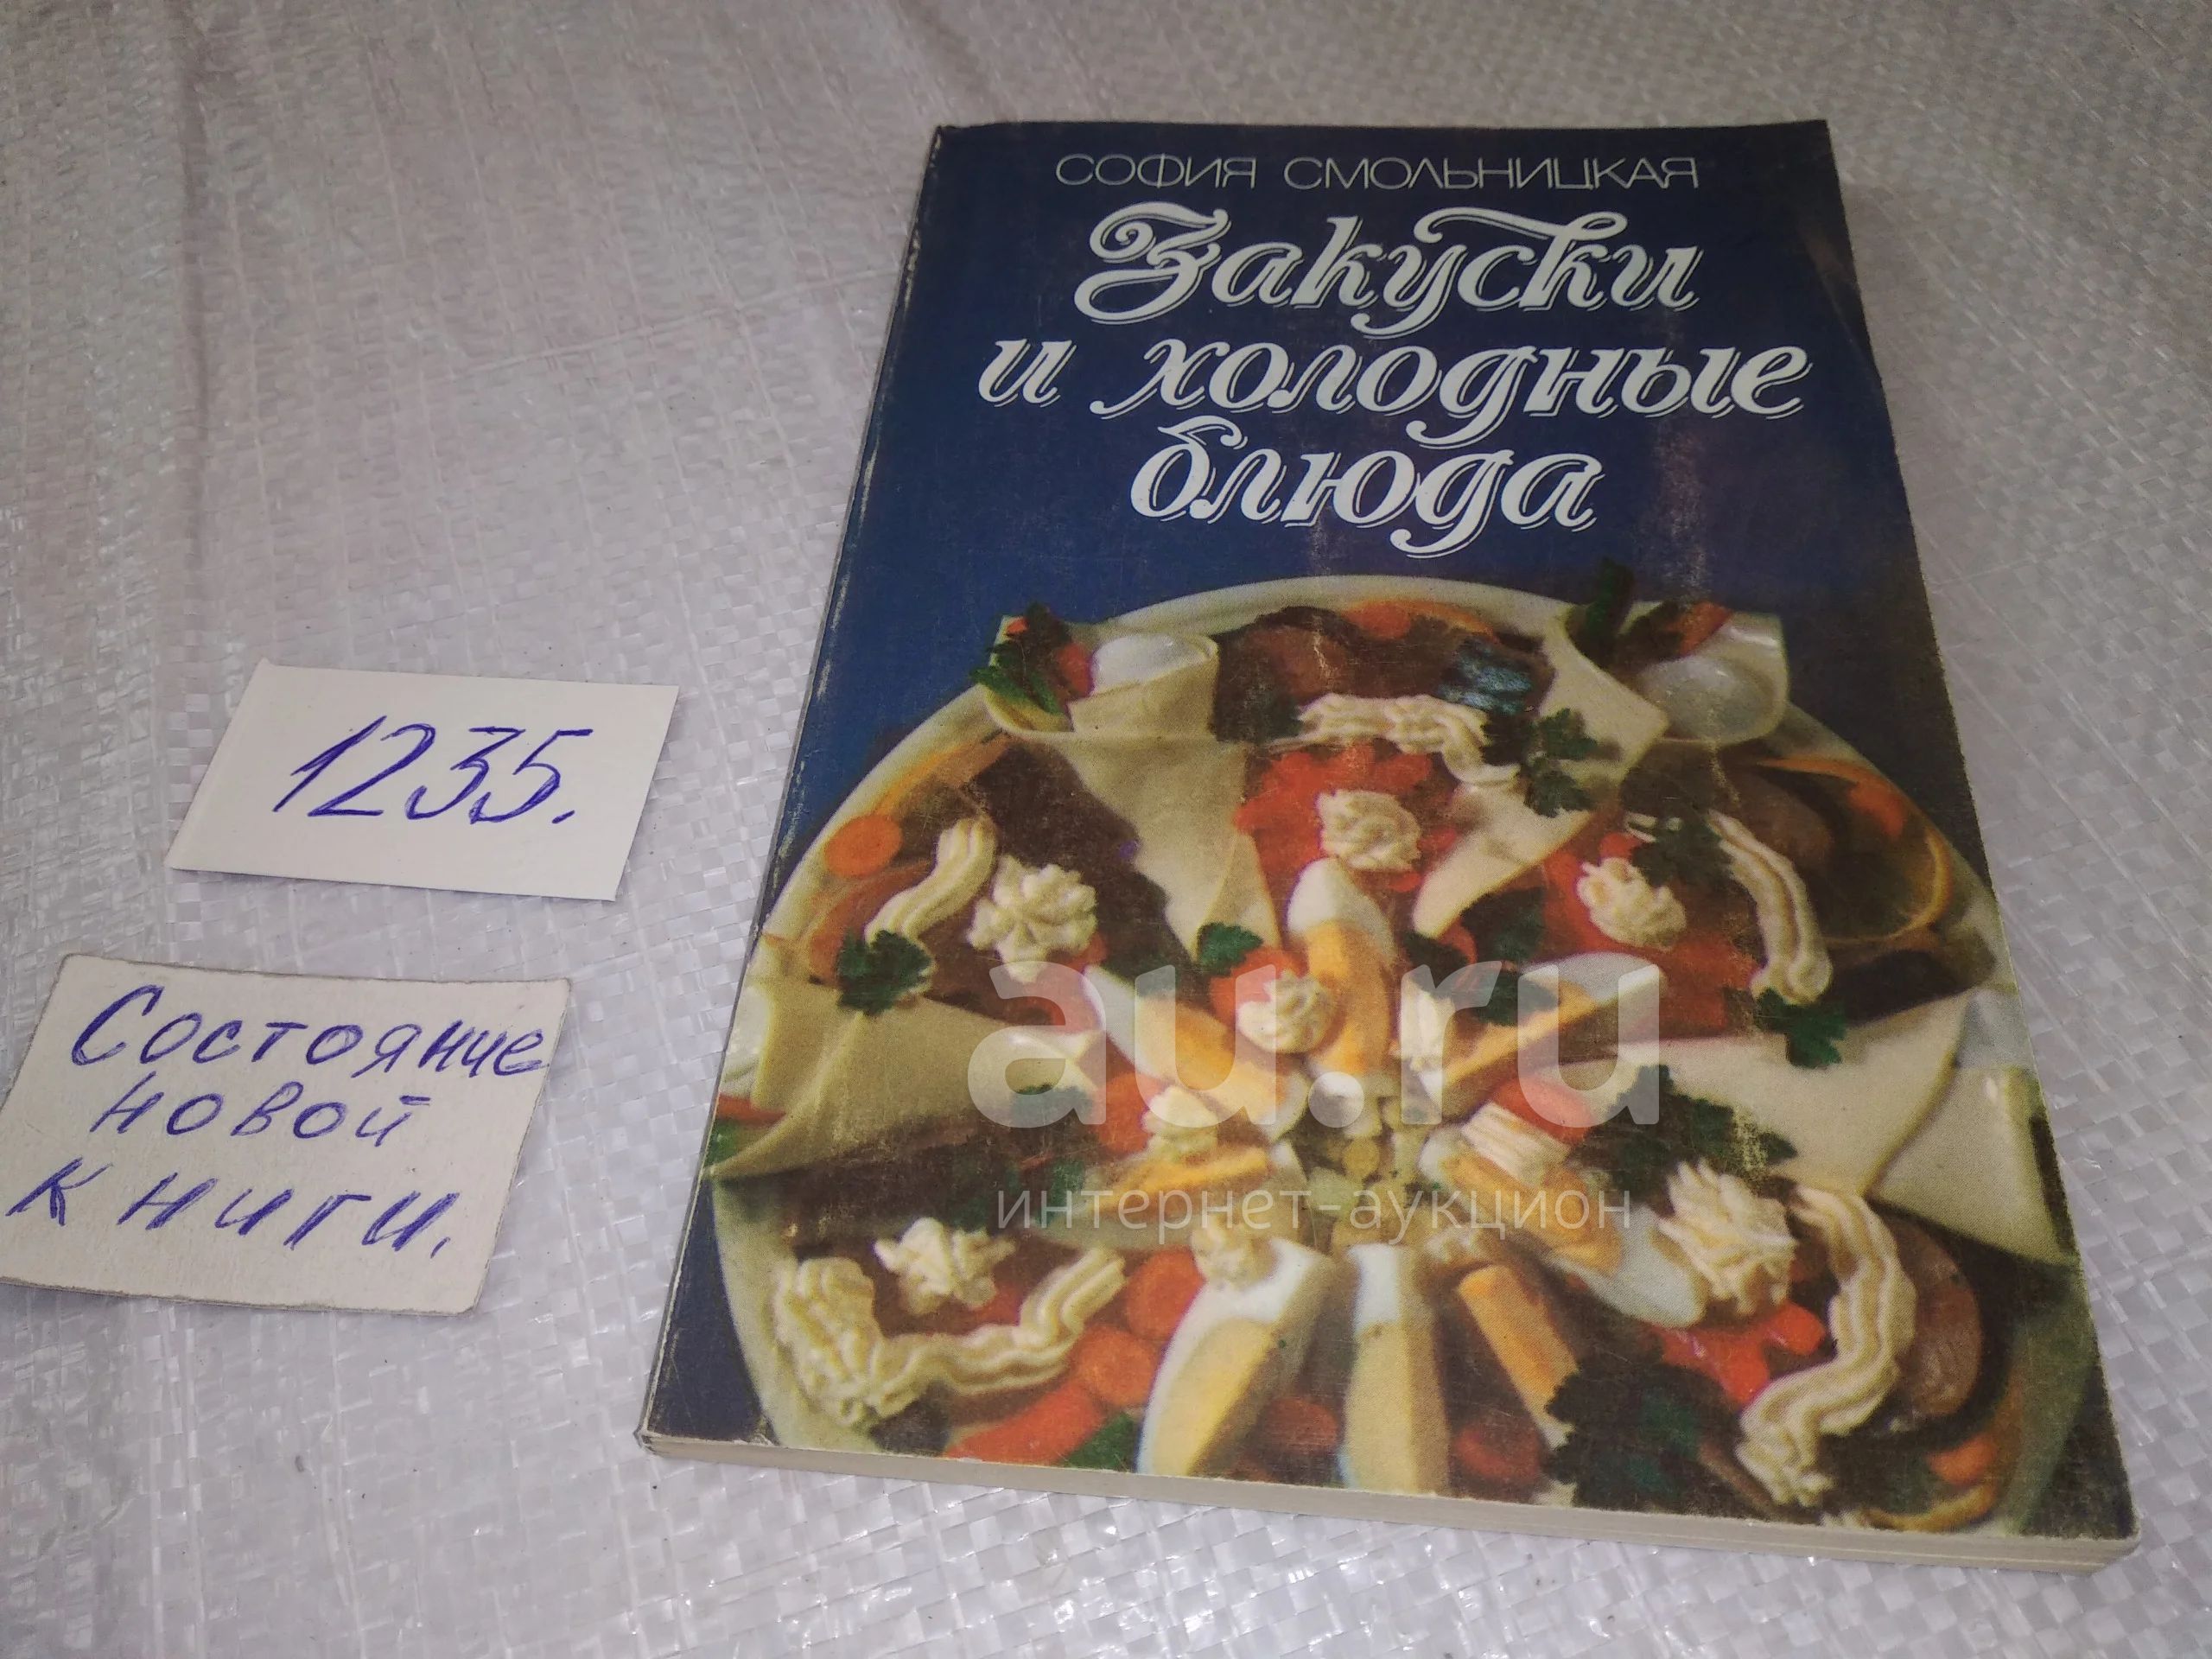 СОФИЯ СМОЛЬНИЦКАЯ
Закуски
и холодные
блюда
1235.
Состояние
новой
книги.
au.ru
интернет-аукцион